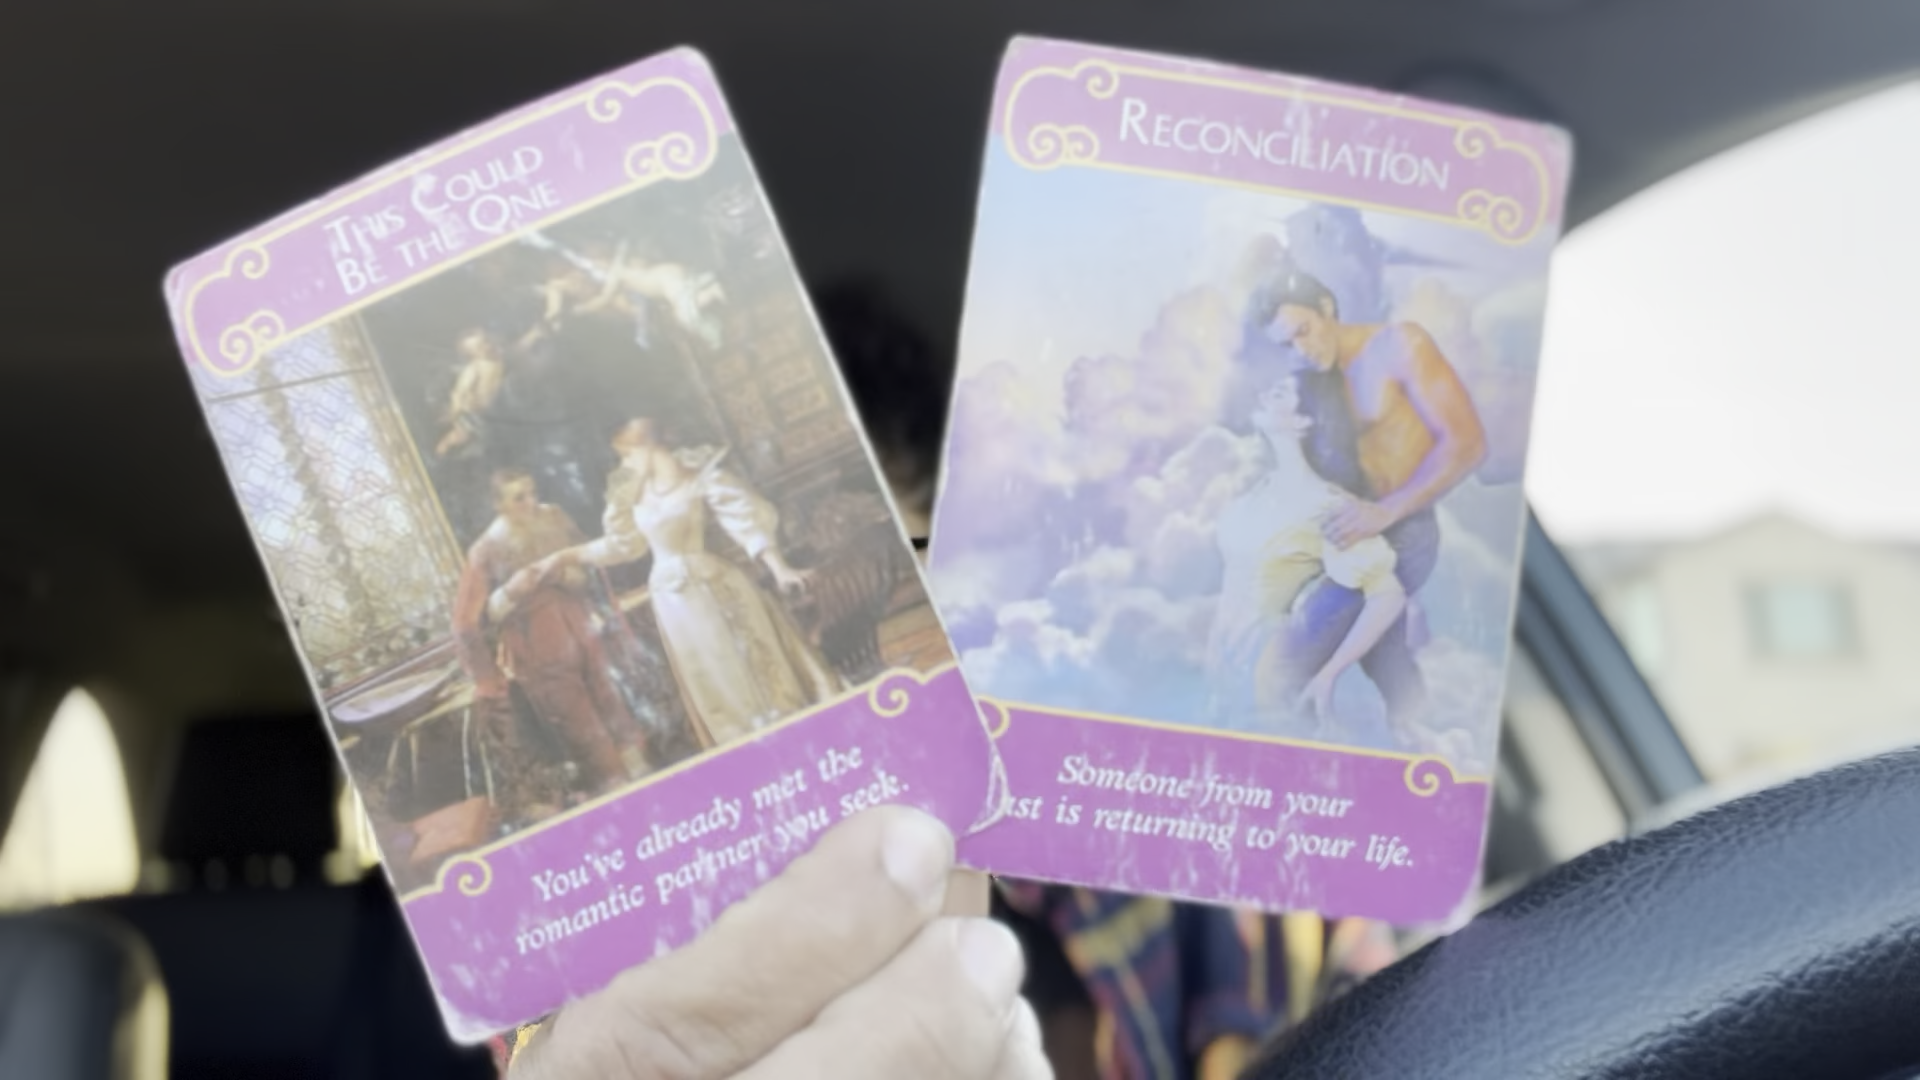 This Could
Be the One
You've already met the
romantic partner you seek.
Reconciliation
Someone from your
is returning to your life.